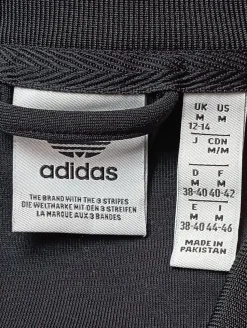 adidas
THE BRAND WITH THE 3 STRIPES
DIE WELTMARKE MIT DEN 3 STREIFEN
LA MARQUE AUX 3 BANDES
UK US
M M
12-14
J CDN
M M/M
D F
M M
38-40 40-42
E I
M M
38-40 44-46
MADE IN
PAKISTAN